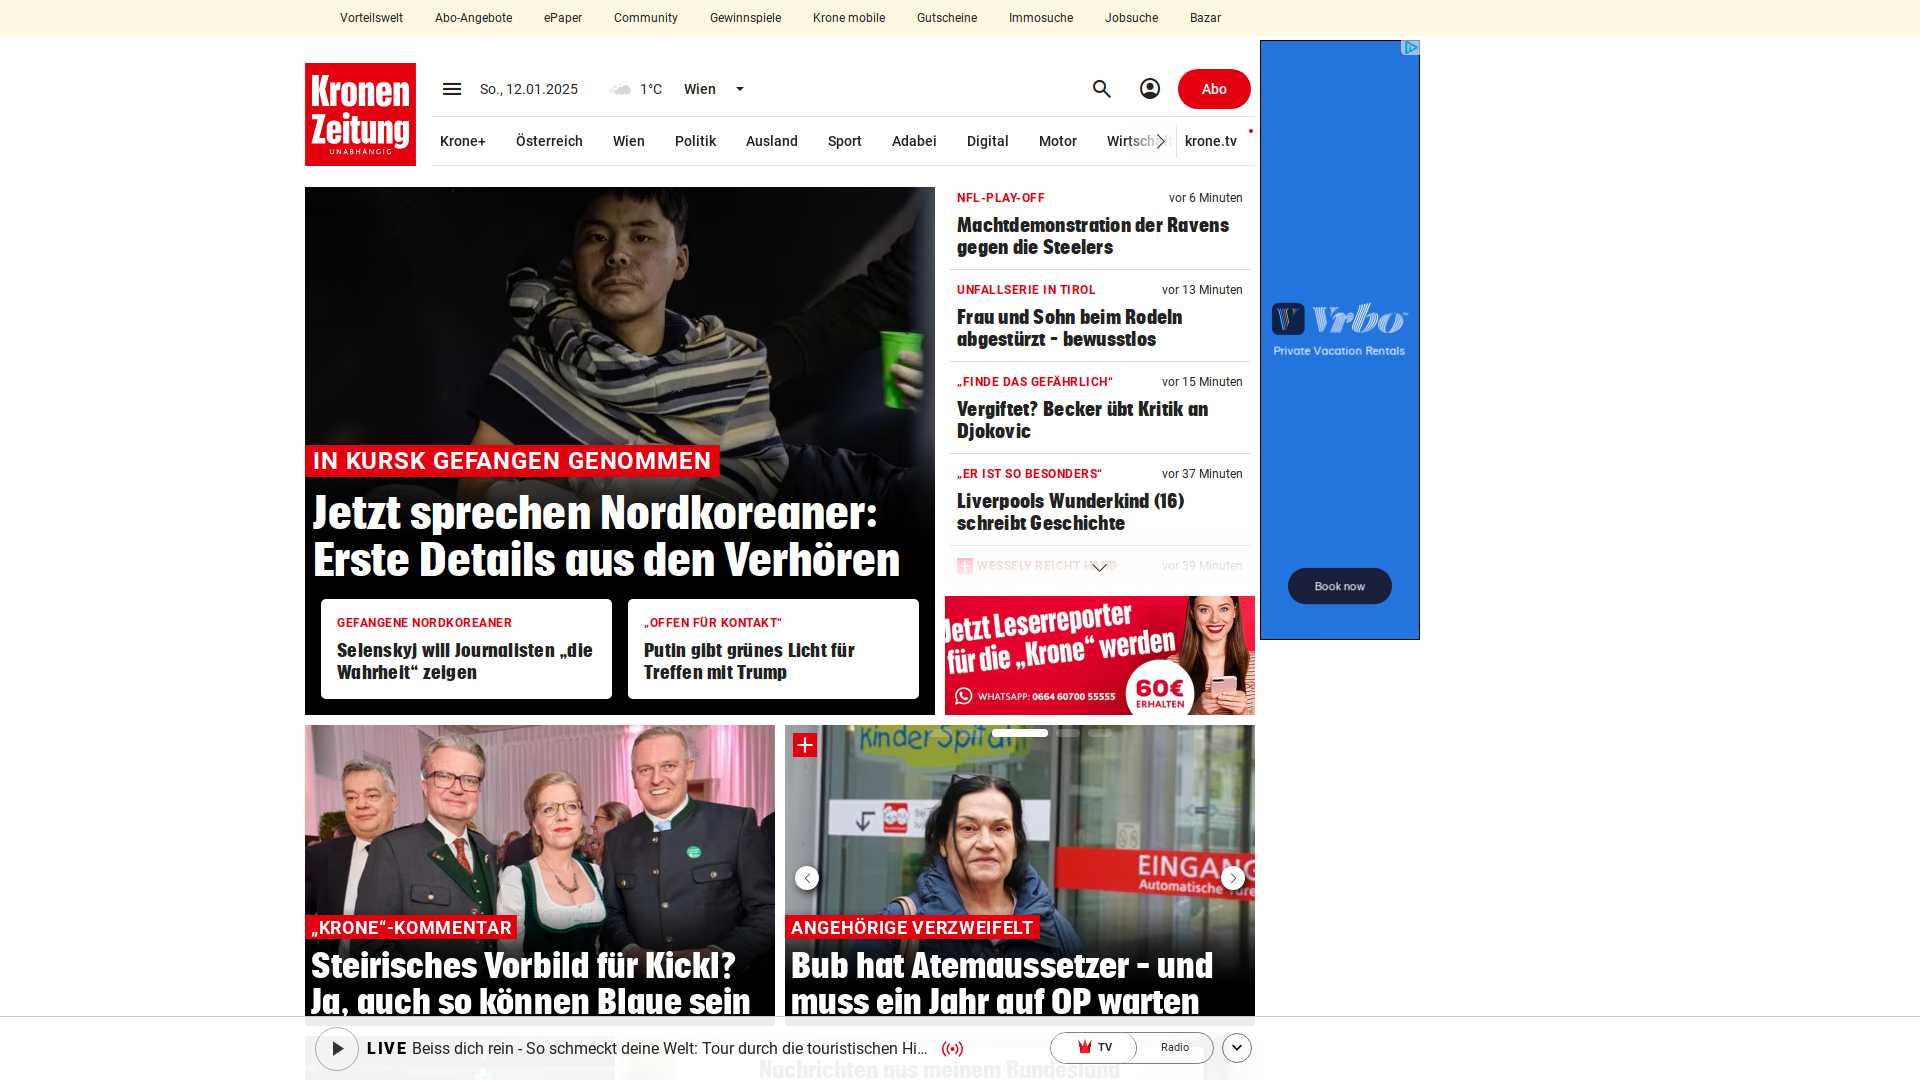 Vorteilswelt Abo-Angebote ePaper Community Gewinnspiele Krone mobile Gutscheine Immosuche Jobsuche Bazar
Kronen
Zeitung
UNABHÄNGIG
So., 12.01.2025 1°C Wien Abo
Krone+ Österreich Wien Politik Ausland Sport Adabei Digital Motor Wirtschaft krone.tv
IN KURSK GEFANGEN GENOMMEN
Jetzt sprechen Nordkoreaner:
Erste Details aus den Verhören
GEFANGENE NORDKOREANER
Selenskyj will Journalisten „die
Wahrheit“ zeigen
„OFFEN FÜR KONTAKT“
Putin gibt grünes Licht für
Treffen mit Trump
NFL-PLAY-OFF vor 6 Minuten
Machtdemonstration der Ravens
gegen die Steelers
UNFALLSERIE IN TIROL vor 13 Minuten
Frau und Sohn beim Rodeln
abgestürzt – bewusstlos
„FINDE DAS GEFÄHRLICH“ vor 15 Minuten
Vergiftet? Becker übt Kritik an
Djokovic
„ER IST SO BESONDERS“ vor 37 Minuten
Liverpools Wunderkind (16)
schreibt Geschichte
WESSELY REICHT HAND vor 39 Minuten
Jetzt Leserreporter
für die „Krone“ werden
WHATSAPP: 0664 60700 55555
60€
ERHALTEN
Vrbo
Private Vacation Rentals
Book now
„KRONE“-KOMMENTAR
Steirisches Vorbild für Kickl?
Ja, auch so können Blaue sein
Kinder Spital
EINGANG
Automatische Türe
ANGEHÖRIGE VERZWEIFELT
Bub hat Atemaussetzer – und
muss ein Jahr auf OP warten
LIVE Beiss dich rein - So schmeckt deine Welt: Tour durch die touristischen Hi... TV Radio
Nachrichten aus meinem Bundesland